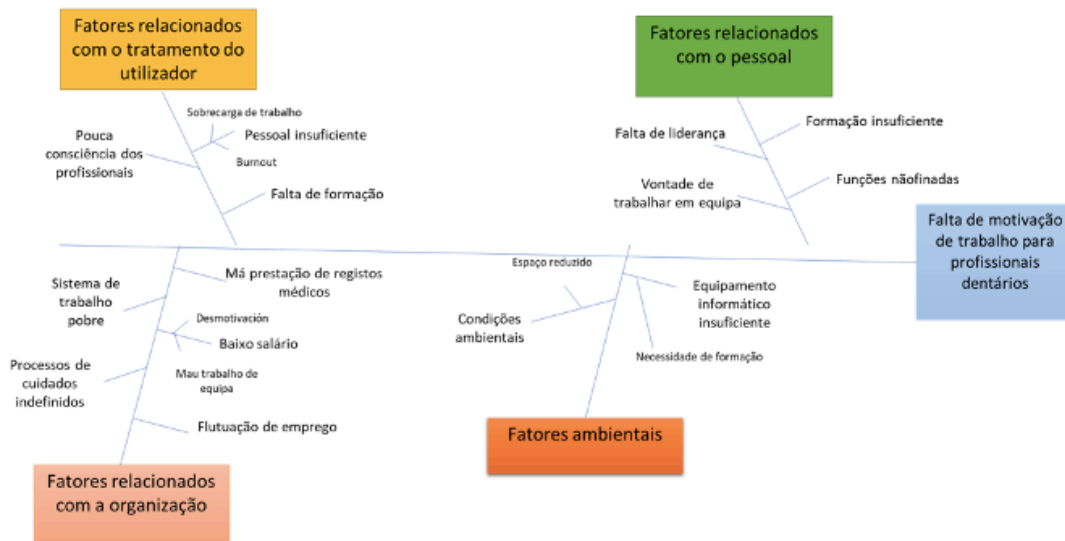 Fatores relacionados
com o tratamento do
utilizador
Fatores relacionados
com o pessoal
Sobrecarga de trabalho
Pessoal insuficiente
Burnout
Pouca
consciência dos
profissionais
Falta de formação
Formação insuficiente
Falta de liderança
Vontade de
trabalhar em equipa
Funções nãofinadas
Falta de motivação
de trabalho para
profissionais
dentários
Má prestação de registos
médicos
Sistema de
trabalho
pobre
Desmotivación
Baixo salário
Mau trabalho de
equipa
Processos de
cuidados
indefinidos
Flutuação de emprego
Espaço reduzido
Condições
ambientais
Equipamento
informático
insuficiente
Necessidade de formação
Fatores ambientais
Fatores relacionados
com a organização